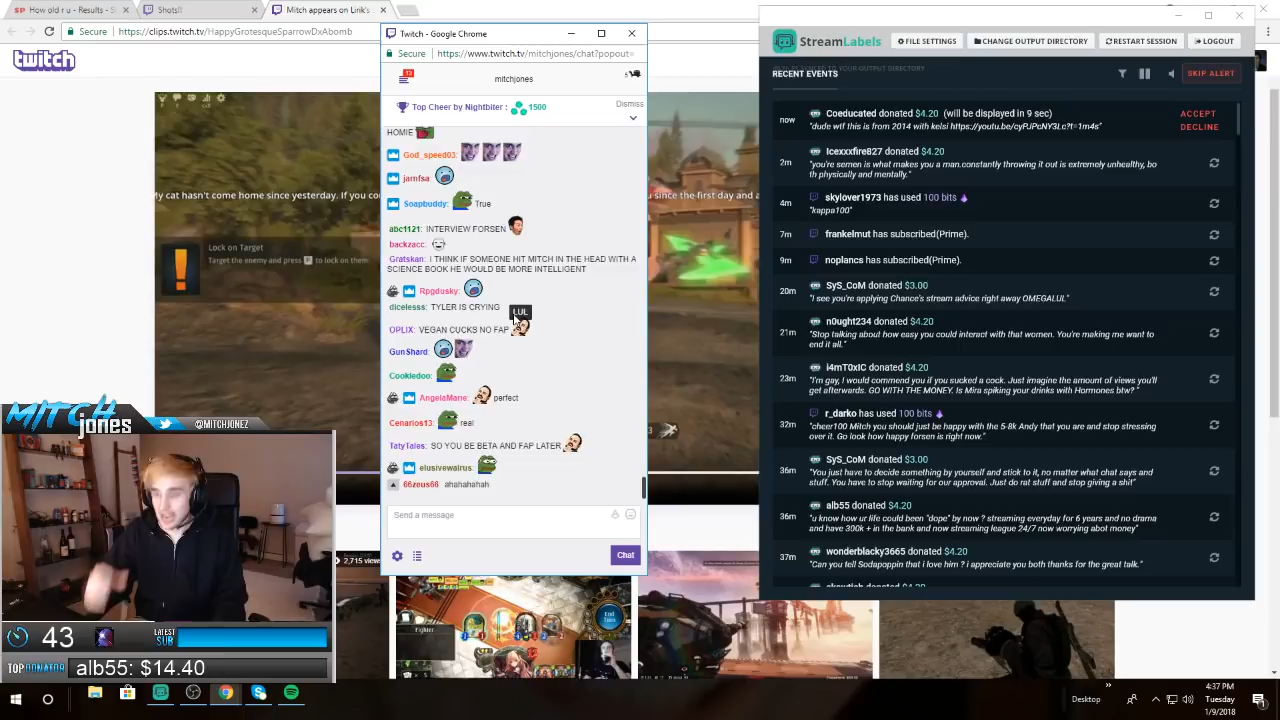 How old r u - Results - S
Shots!!
Mitch appears on Link's
Secure
https://clips.twitch.tv/HappyGrotesqueSparrowDxAbomb
twitch
My cat hasn't come home since yesterday. If you co
u since the first day and a
Lock on Target
Target the enemy and press
to lock on them
Twitch - Google Chrome
Secure
https://www.twitch.tv/mitchjones/chat?popout=
mitchjones
Top Cheer by Nightbiter :
1500
Dismiss
HOMIE
God_speed03:
jamfsa:
Soapbuddy:
True
abc1121: INTERVIEW FORSEN
backzacc:
Gratskan: I THINK IF SOMEONE HIT MITCH IN THE HEAD WITH A
SCIENCE BOOK HE WOULD BE MORE INTELLIGENT
Rpgdusky:
dicelesss: TYLER IS CRYING
LUL
OPLIX: VEGAN CUCKS NO FAP
GunShard:
Cookiedoo:
AngelaMarie:
perfect
Cenarios13:
real
TatyTales: SO YOU BE BETA AND FAP LATER
elusivewalrus:
66zeus66 ahahahahah
Send a message
Chat
2,715 views
End
Turn
Fighter
StreamLabels
FILE SETTINGS
CHANGE OUTPUT DIRECTORY
RESTART SESSION
LOGOUT
RECENT EVENTS
SKIP ALERT
now
Coeducated donated $4.20 (will be displayed in 9 sec)
"dude wtf this is from 2014 with kelsi https://youtu.be/cyPJPcNY3Lc?t=1m4s"
ACCEPT
DECLINE
2m
Icexxxfire827 donated $4.20
"you're semen is what makes you a man.constantly throwing it out is extremely unhealthy, bo
th physically and mentally."
4m
skylover1973 has used 100 bits
"kappa100"
7m
frankelmut has subscribed(Prime).
9m
noplancs has subscribed(Prime).
20m
SyS_CoM donated $3.00
"I see you're applying Chance's stream advice right away OMEGALUL"
21m
n0ught234 donated $4.20
"Stop talking about how easy you could interact with that women. You're making me want to
end it all."
23m
i4mT0xIC donated $4.20
"I'm gay, I would commend you if you sucked a cock. Just imagine the amount of views you'll
get afterwards. GO WITH THE MONEY. Is Mira spiking your drinks with Hormones btw?"
32m
r_darko has used 100 bits
"cheer100 Mitch you should just be happy with the 5-8k Andy that you are and stop stressing
over it. Go look how happy forsen is right now."
36m
SyS_CoM donated $3.00
"You just have to decide something by yourself and stick to it, no matter what chat says and
stuff. You have to stop waiting for our approval. Just do rat stuff and stop giving a shit"
36m
alb55 donated $4.20
"u know how ur life could been "dope" by now ? streaming everyday for 6 years and no drama
and have 300k + in the bank and now streaming league 24/7 now worrying abot money"
37m
wonderblacky3665 donated $4.20
"Can you tell Sodapoppin that i love him ? i appreciate you both thanks for the great talk."
MITCH
jones
@MITCHJONEZ
43
LATEST
SUB
TOP DONATOR
alb55: $14.40
Desktop
4:37 PM
Tuesday
1/9/2018